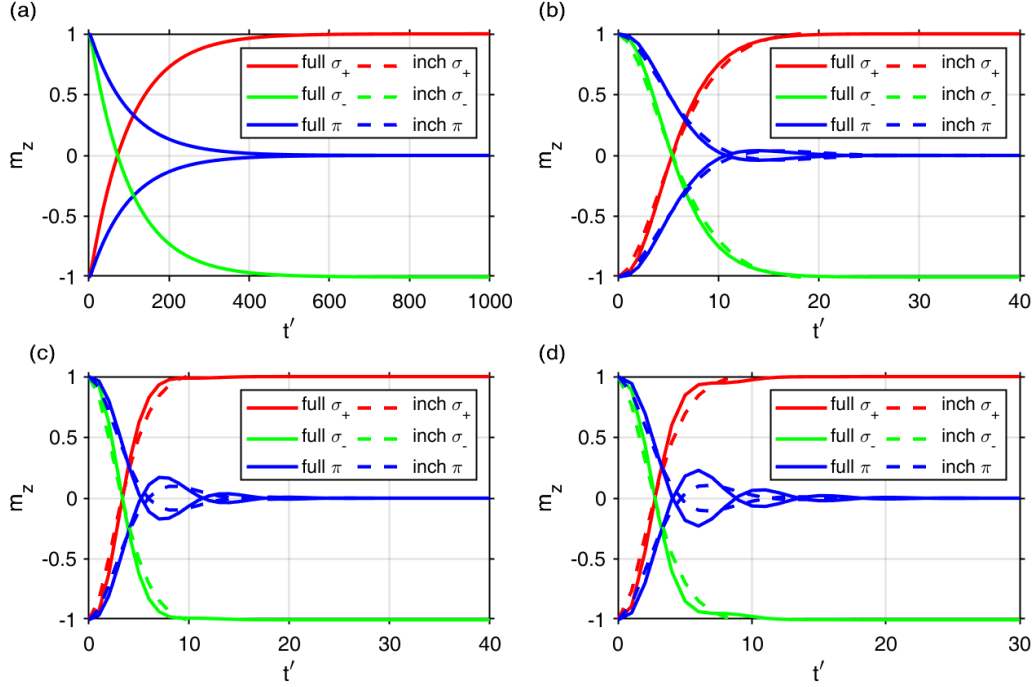 (a)
1
0.5
0
-0.5
-1
m_z
full σ_+ inch σ_+
full σ_- inch σ_-
full π inch π
0 200 400 600 800 1000
t′
(b)
1
0.5
0
-0.5
-1
m_z
full σ_+ inch σ_+
full σ_- inch σ_-
full π inch π
0 10 20 30 40
t′
(c)
1
0.5
0
-0.5
-1
m_z
full σ_+ inch σ_+
full σ_- inch σ_-
full π inch π
0 10 20 30 40
t′
(d)
1
0.5
0
-0.5
-1
m_z
full σ_+ inch σ_+
full σ_- inch σ_-
full π inch π
0 10 20 30
t′